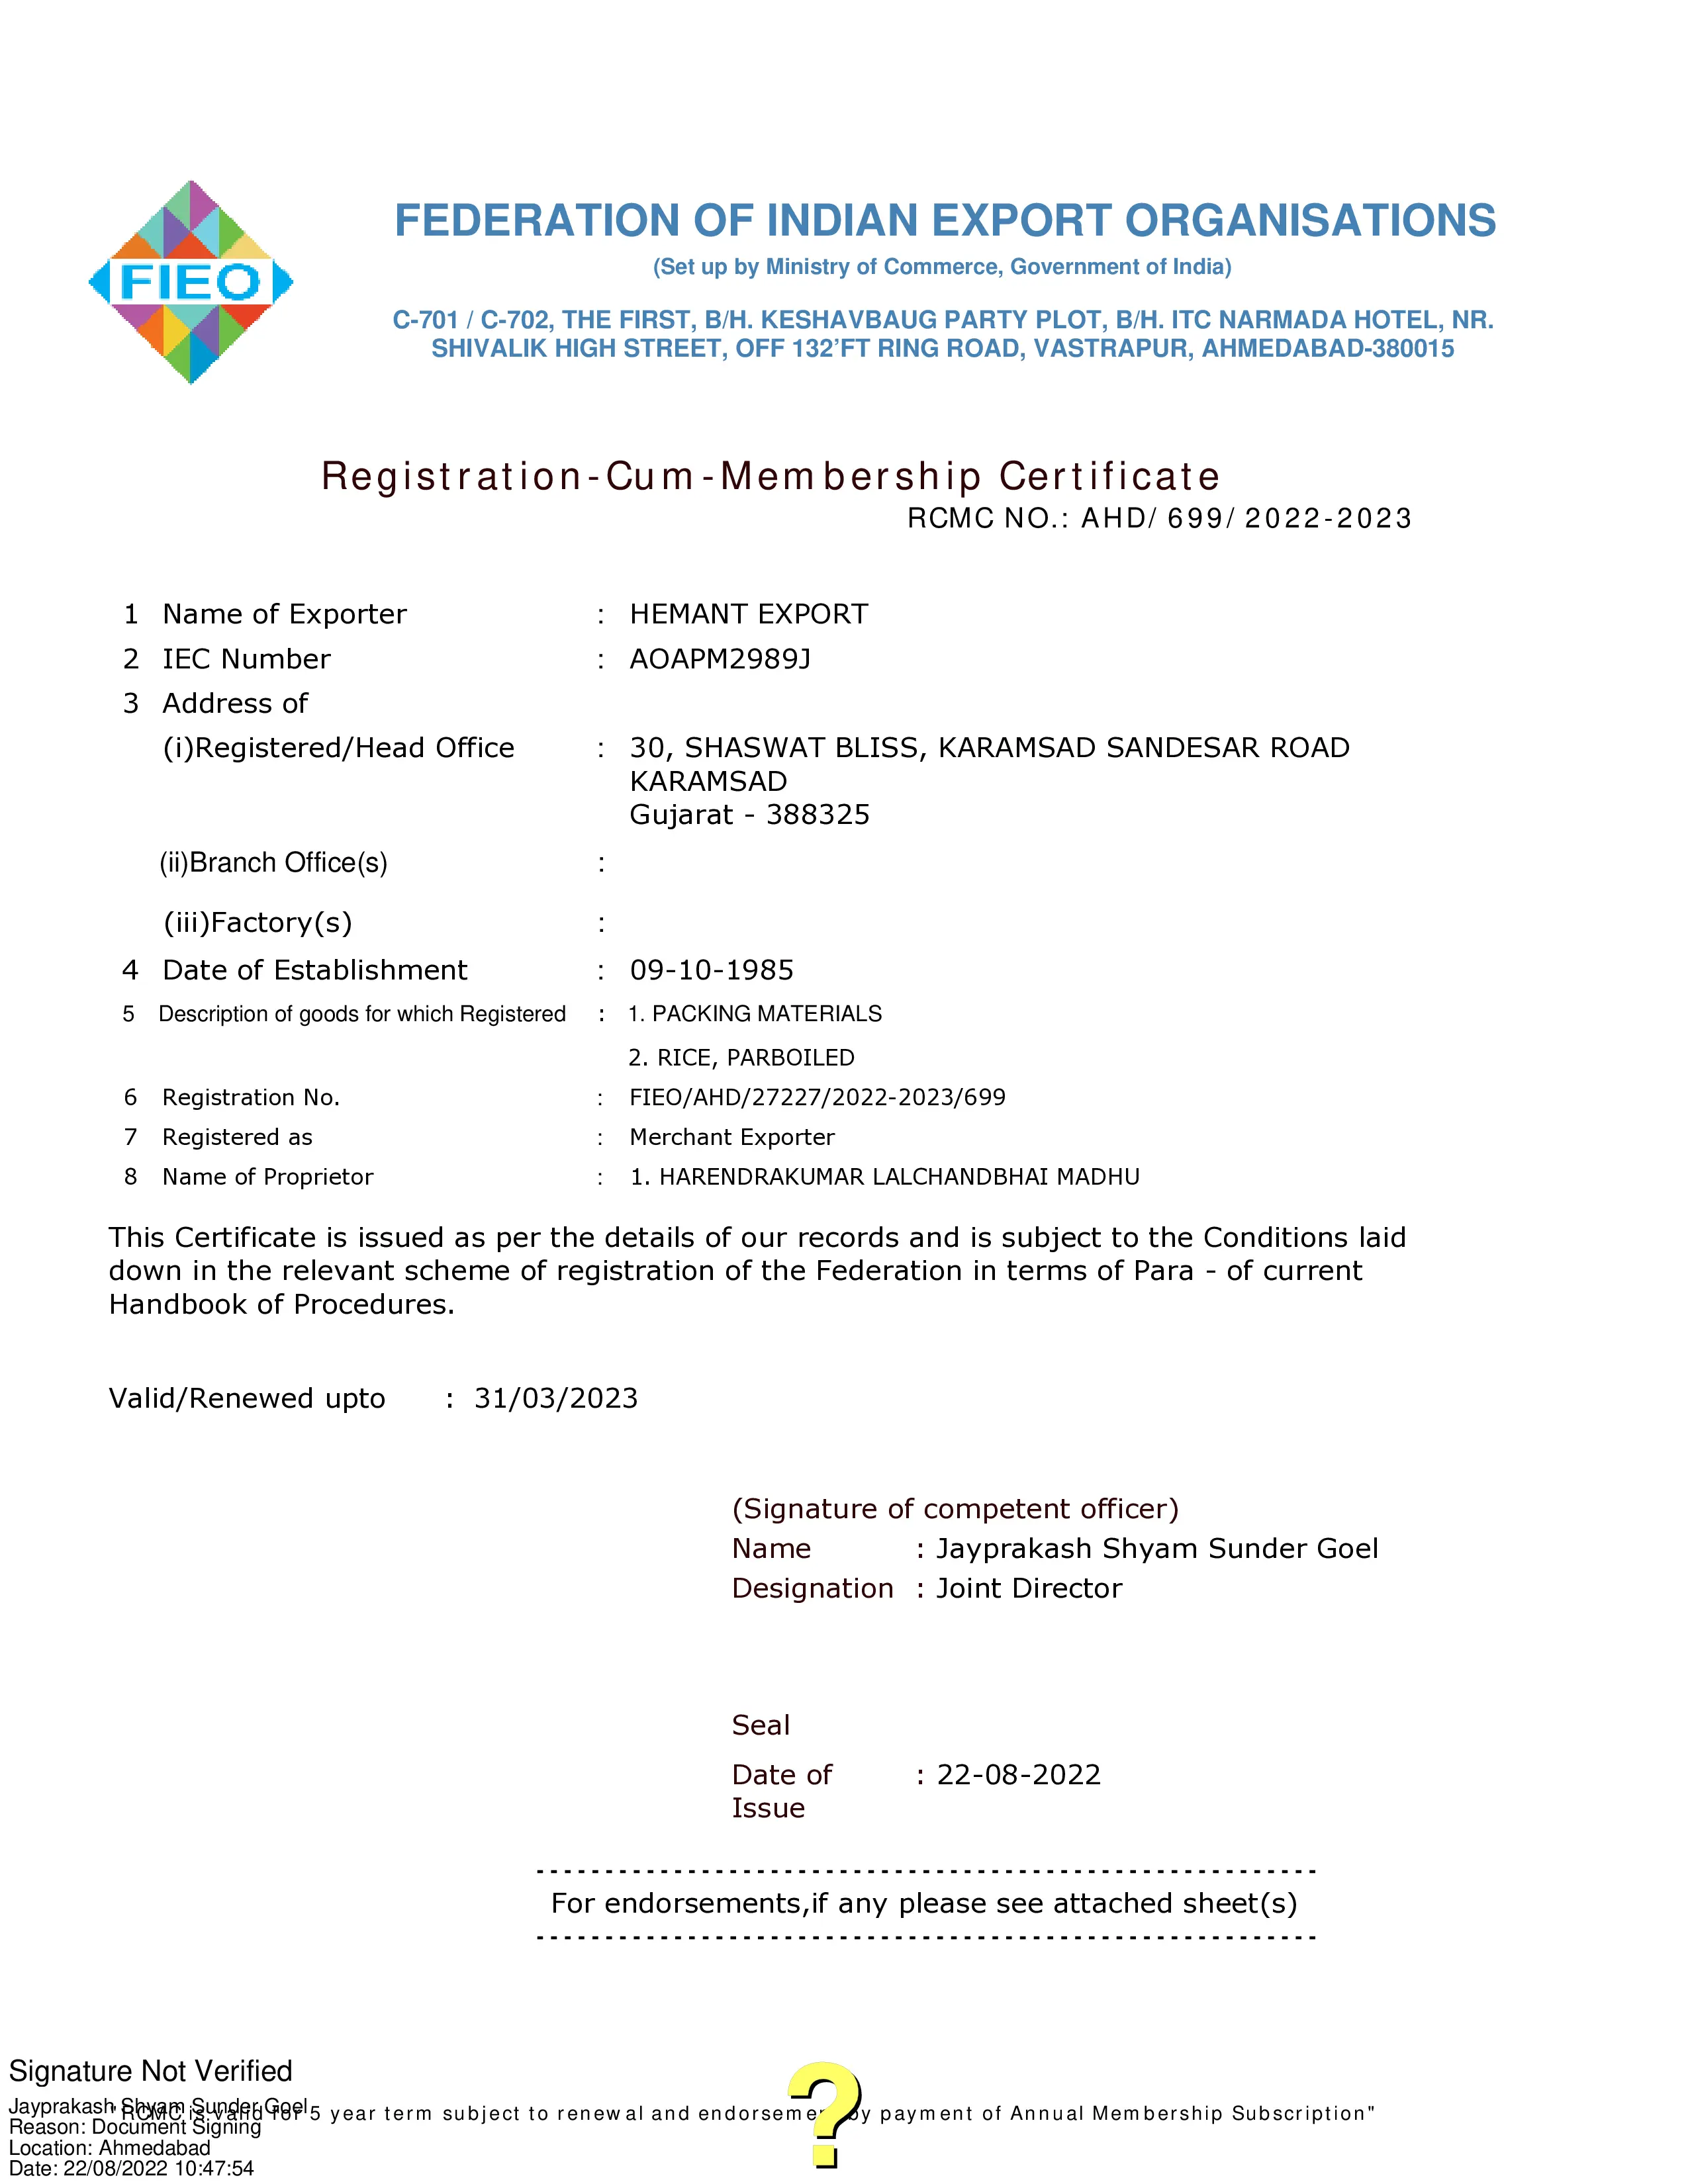 FIEO
FEDERATION OF INDIAN EXPORT ORGANISATIONS
(Set up by Ministry of Commerce, Government of India)
C-701 / C-702, THE FIRST, B/H. KESHAVBAUG PARTY PLOT, B/H. ITC NARMADA HOTEL, NR.
SHIVALIK HIGH STREET, OFF 132'FT RING ROAD, VASTRAPUR, AHMEDABAD-380015
Registration-Cum-Membership Certificate
RCMC NO.: AHD/ 699/ 2022-2023
1 Name of Exporter : HEMANT EXPORT
2 IEC Number : AOAPM2989J
3 Address of
(i)Registered/Head Office : 30, SHASWAT BLISS, KARAMSAD SANDESAR ROAD
KARAMSAD
Gujarat - 388325
(ii)Branch Office(s) :
(iii)Factory(s) :
4 Date of Establishment : 09-10-1985
5 Description of goods for which Registered : 1. PACKING MATERIALS
2. RICE, PARBOILED
6 Registration No. : FIEO/AHD/27227/2022-2023/699
7 Registered as : Merchant Exporter
8 Name of Proprietor : 1. HARENDRAKUMAR LALCHANDBHAI MADHU
This Certificate is issued as per the details of our records and is subject to the Conditions laid
down in the relevant scheme of registration of the Federation in terms of Para - of current
Handbook of Procedures.
Valid/Renewed upto : 31/03/2023
(Signature of competent officer)
Name : Jayprakash Shyam Sunder Goel
Designation : Joint Director
Seal
Date of : 22-08-2022
Issue
For endorsements,if any please see attached sheet(s)
Signature Not Verified
Jayprakash Shyam Sunder Goel
"RCMC is valid for 5 year term subject to renewal and endorsement by payment of Annual Membership Subscription"
Reason: Document Signing
Location: Ahmedabad
Date: 22/08/2022 10:47:54
?